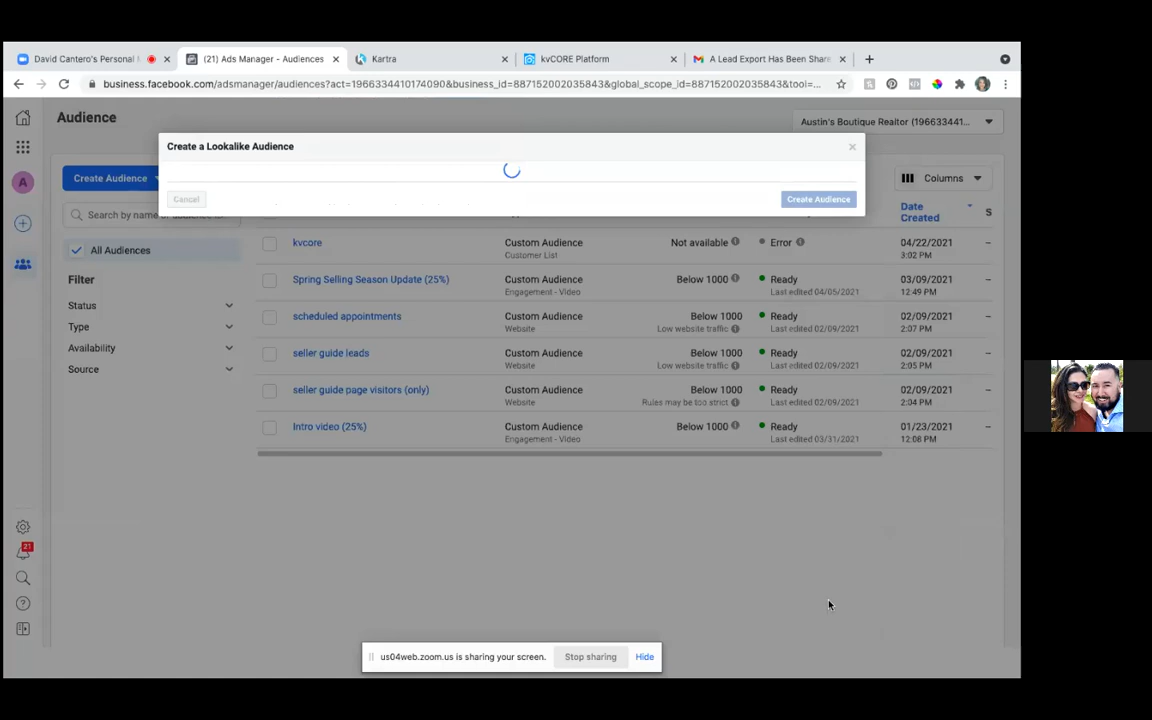 David Cantero's Personal
(21) Ads Manager - Audiences
Kartra
kvCORE Platform
A Lead Export Has Been Share
business.facebook.com/adsmanager/audiences?act=1966334410174090&business_id=887152002035843&global_scope_id=887152002035843&tool=...
Audience
Austin's Boutique Realtor (196633441...
Create a Lookalike Audience
Create Audience
Columns
Cancel
Create Audience
Search by name
Date Created
S
All Audiences
kvcore
Custom Audience
Customer List
Not available
Error
04/22/2021
3:02 PM
Filter
Spring Selling Season Update (25%)
Custom Audience
Engagement - Video
Below 1000
Ready
Last edited 04/05/2021
03/09/2021
12:49 PM
Status
scheduled appointments
Custom Audience
Website
Below 1000
Low website traffic
Ready
Last edited 02/09/2021
02/09/2021
2:07 PM
Type
Availability
seller guide leads
Custom Audience
Website
Below 1000
Low website traffic
Ready
Last edited 02/09/2021
02/09/2021
2:05 PM
Source
seller guide page visitors (only)
Custom Audience
Website
Below 1000
Rules may be too strict
Ready
Last edited 02/09/2021
02/09/2021
2:04 PM
Intro video (25%)
Custom Audience
Engagement - Video
Below 1000
Ready
Last edited 03/31/2021
01/23/2021
12:08 PM
A
21
us04web.zoom.us is sharing your screen.
Stop sharing
Hide